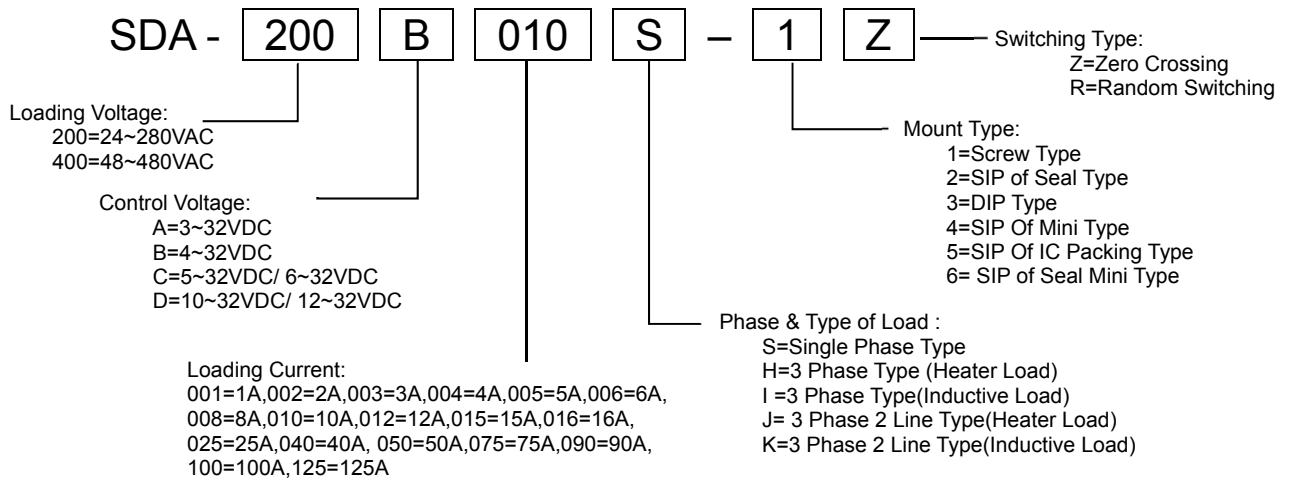 SDA - 200 B 010 S – 1 Z
Switching Type:
Z=Zero Crossing
R=Random Switching
Loading Voltage:
200=24~280VAC
400=48~480VAC
Mount Type:
1=Screw Type
2=SIP of Seal Type
3=DIP Type
4=SIP Of Mini Type
5=SIP Of IC Packing Type
6= SIP of Seal Mini Type
Control Voltage:
A=3~32VDC
B=4~32VDC
C=5~32VDC/ 6~32VDC
D=10~32VDC/ 12~32VDC
Phase & Type of Load :
S=Single Phase Type
H=3 Phase Type (Heater Load)
I =3 Phase Type(Inductive Load)
J= 3 Phase 2 Line Type(Heater Load)
K=3 Phase 2 Line Type(Inductive Load)
Loading Current:
001=1A,002=2A,003=3A,004=4A,005=5A,006=6A,
008=8A,010=10A,012=12A,015=15A,016=16A,
025=25A,040=40A, 050=50A,075=75A,090=90A,
100=100A,125=125A